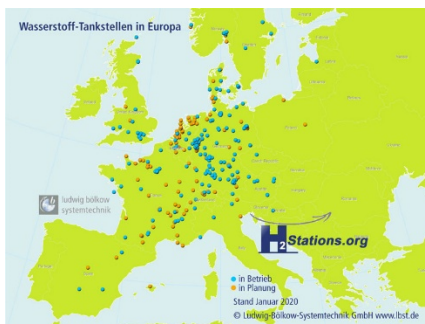 Wasserstoff-Tankstellen in Europa
ludwig bölkow
systemtechnik
H2Stations.org
in Betrieb
in Planung
Stand Januar 2020
© Ludwig-Bölkow-Systemtechnik GmbH www.lbst.de